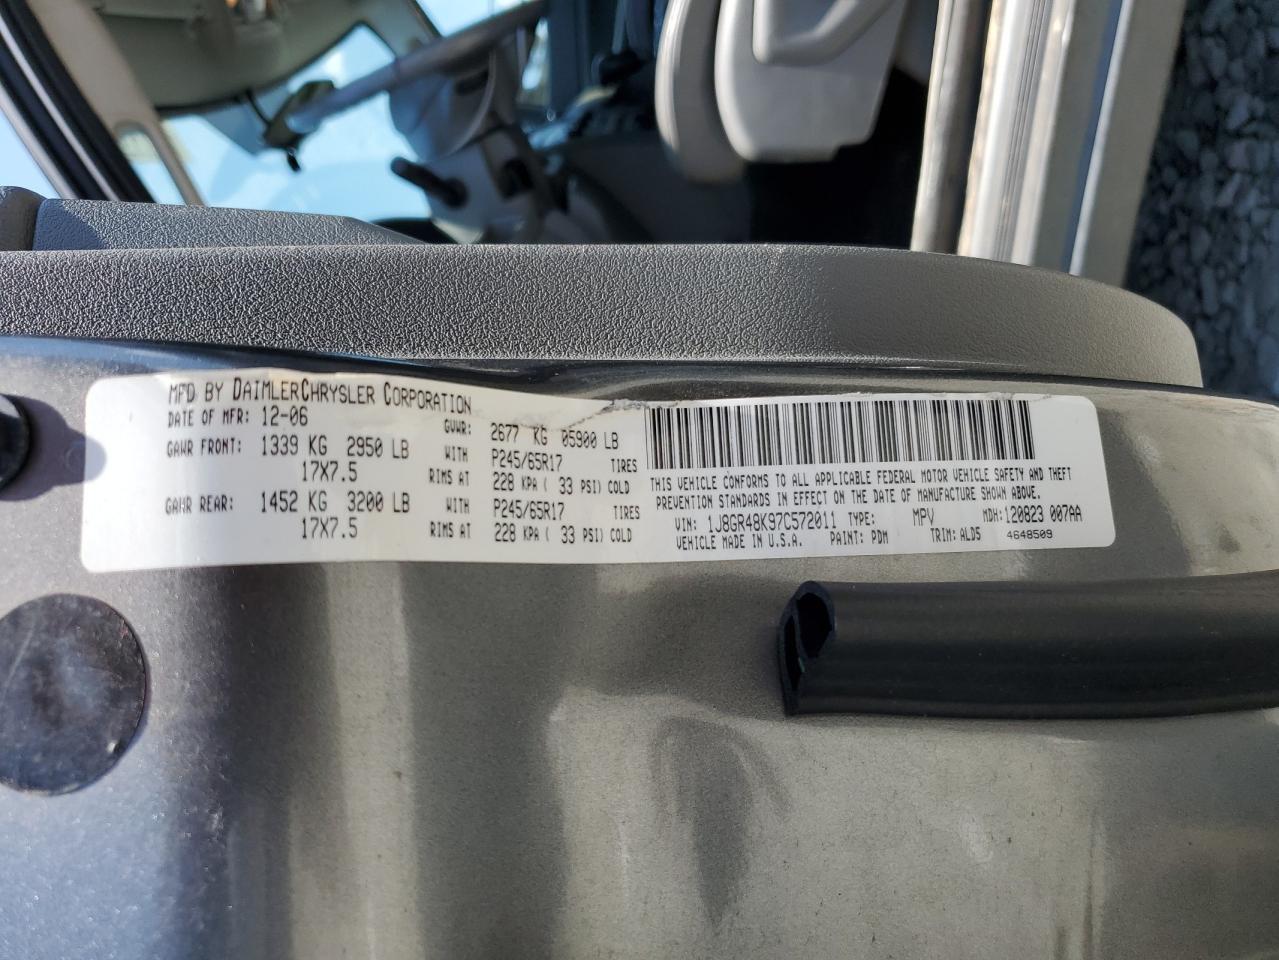 MFD BY DAIMLERCHRYSLER CORPORATION
DATE OF MFR: 12-06 GVWR: 2677 KG 05900 LB
GAWR FRONT: 1339 KG 2950 LB WITH P245/65R17 TIRES
17X7.5 RIMS AT 228 KPA ( 33 PSI) COLD
GAWR REAR: 1452 KG 3200 LB WITH P245/65R17 TIRES
17X7.5 RIMS AT 228 KPA ( 33 PSI) COLD
THIS VEHICLE CONFORMS TO ALL APPLICABLE FEDERAL MOTOR VEHICLE SAFETY AND THEFT
PREVENTION STANDARDS IN EFFECT ON THE DATE OF MANUFACTURE SHOWN ABOVE.
VIN: 1J8GR48K97C572011 TYPE: MPV MDH: 120823 007AA
VEHICLE MADE IN U.S.A. PAINT: PDM TRIM: ALD5 4648509